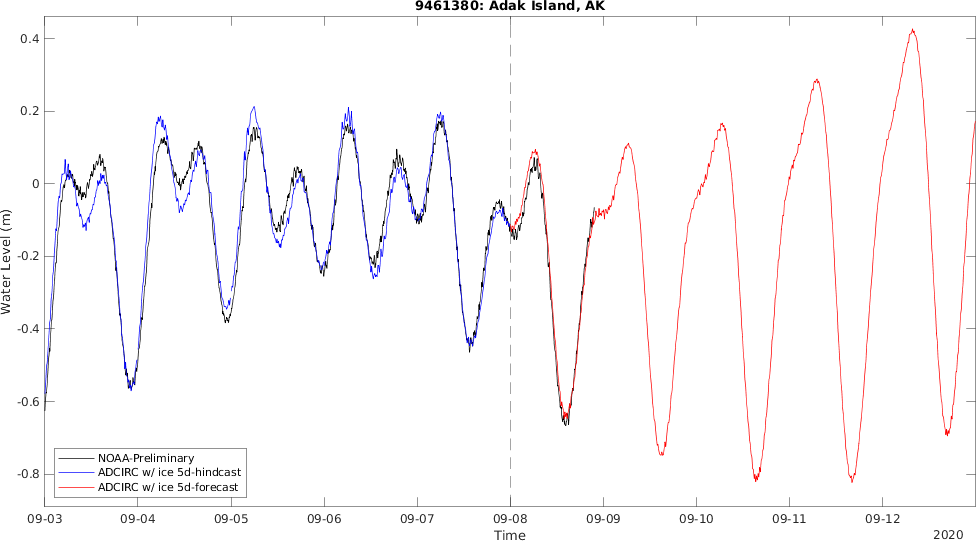 9461380: Adak Island, AK
0.4
0.2
0
-0.2
-0.4
-0.6
-0.8
Water Level (m)
NOAA-Preliminary
ADCIRC w/ ice 5d-hindcast
ADCIRC w/ ice 5d-forecast
09-03 09-04 09-05 09-06 09-07 09-08 09-09 09-10 09-11 09-12
Time
2020